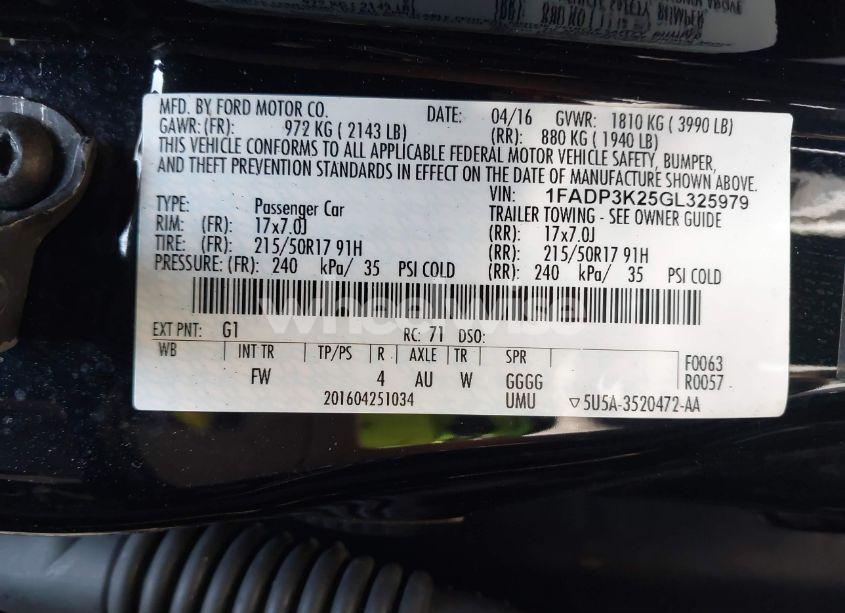 MFD. BY FORD MOTOR CO. DATE: 04/16 GVWR: 1810 KG ( 3990 LB)
GAWR: (FR): 972 KG ( 2143 LB) (RR): 880 KG ( 1940 LB)
THIS VEHICLE CONFORMS TO ALL APPLICABLE FEDERAL MOTOR VEHICLE SAFETY, BUMPER,
AND THEFT PREVENTION STANDARDS IN EFFECT ON THE DATE OF MANUFACTURE SHOWN ABOVE.
VIN: 1FADP3K25GL325979
TYPE: Passenger Car TRAILER TOWING - SEE OWNER GUIDE
RIM: (FR): 17x7.0J (RR): 17x7.0J
TIRE: (FR): 215/50R17 91H (RR): 215/50R17 91H
PRESSURE: (FR): 240 kPa/ 35 PSI COLD (RR): 240 kPa/ 35 PSI COLD
wheelwise
EXT PNT: G1 RC: 71 DSO:
WB INT TR TP/PS R AXLE TR SPR F0063
FW 4 AU W GGGG R0057
201604251034 UMU ▽5U5A-3520472-AA